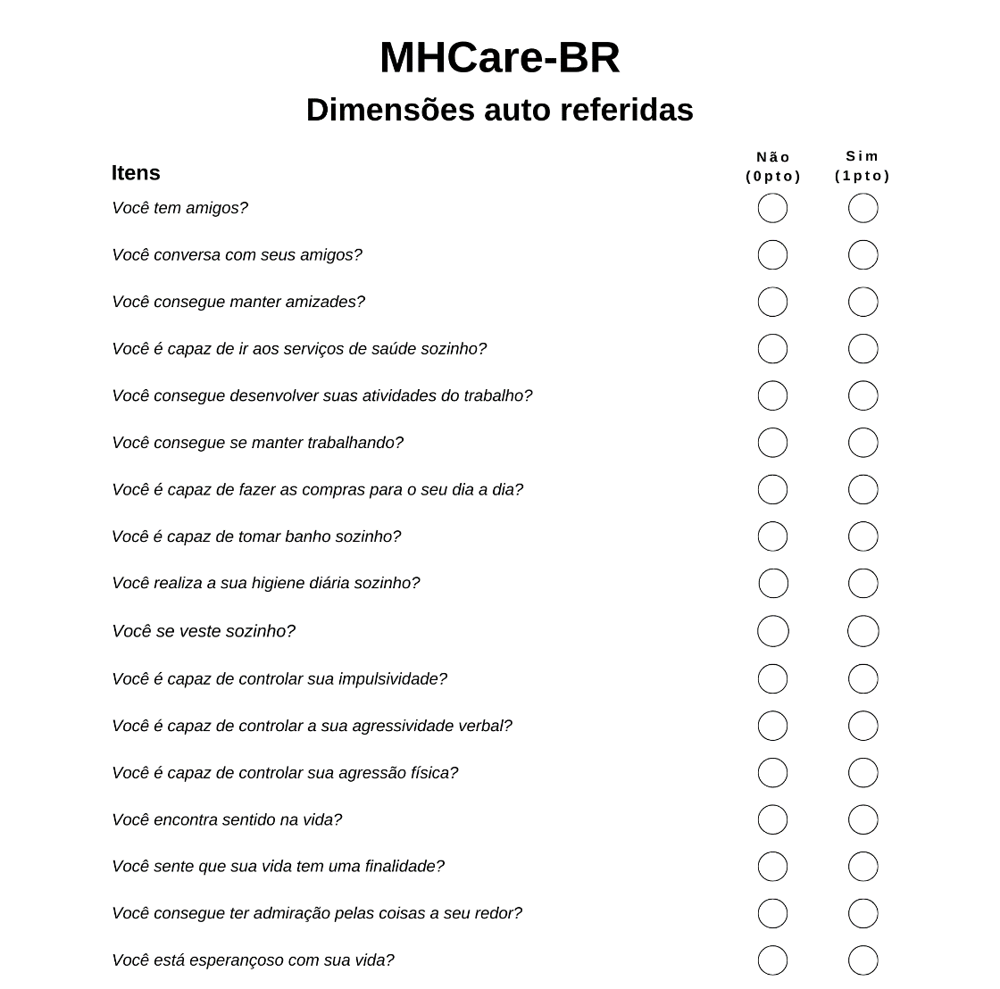 MHCare-BR
Dimensões auto referidas
Itens
Não
(0pto)
Sim
(1pto)
Você tem amigos?
Você conversa com seus amigos?
Você consegue manter amizades?
Você é capaz de ir aos serviços de saúde sozinho?
Você consegue desenvolver suas atividades do trabalho?
Você consegue se manter trabalhando?
Você é capaz de fazer as compras para o seu dia a dia?
Você é capaz de tomar banho sozinho?
Você realiza a sua higiene diária sozinho?
Você se veste sozinho?
Você é capaz de controlar sua impulsividade?
Você é capaz de controlar a sua agressividade verbal?
Você é capaz de controlar sua agressão física?
Você encontra sentido na vida?
Você sente que sua vida tem uma finalidade?
Você consegue ter admiração pelas coisas a seu redor?
Você está esperançoso com sua vida?